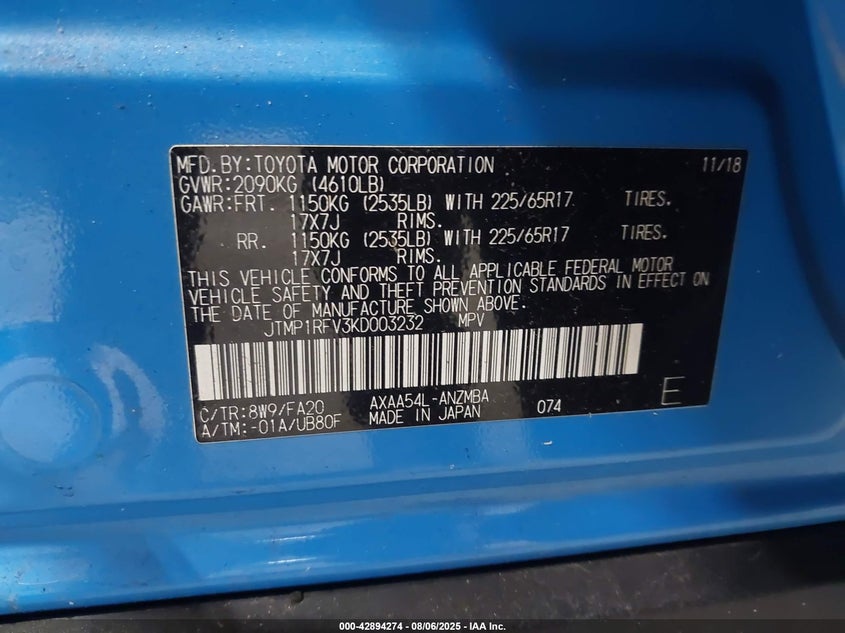 MFD.BY:TOYOTA MOTOR CORPORATION 11/18
GVWR:2090KG (4610LB)
GAWR:FRT. 1150KG (2535LB) WITH 225/65R17 TIRES.
17X7J RIMS.
RR. 1150KG (2535LB) WITH 225/65R17 TIRES.
17X7J RIMS.
THIS VEHICLE CONFORMS TO ALL APPLICABLE FEDERAL MOTOR
VEHICLE SAFETY AND THEFT PREVENTION STANDARDS IN EFFECT ON
THE DATE OF MANUFACTURE SHOWN ABOVE.
JTMP1RFV3KD003232 MPV
C/TR:8W9/FA20 AXAA54L-ANZMBA
A/TM:-01A/UB80F MADE IN JAPAN 074 E
000-42894274 | 08/06/2025 | IAA Inc.